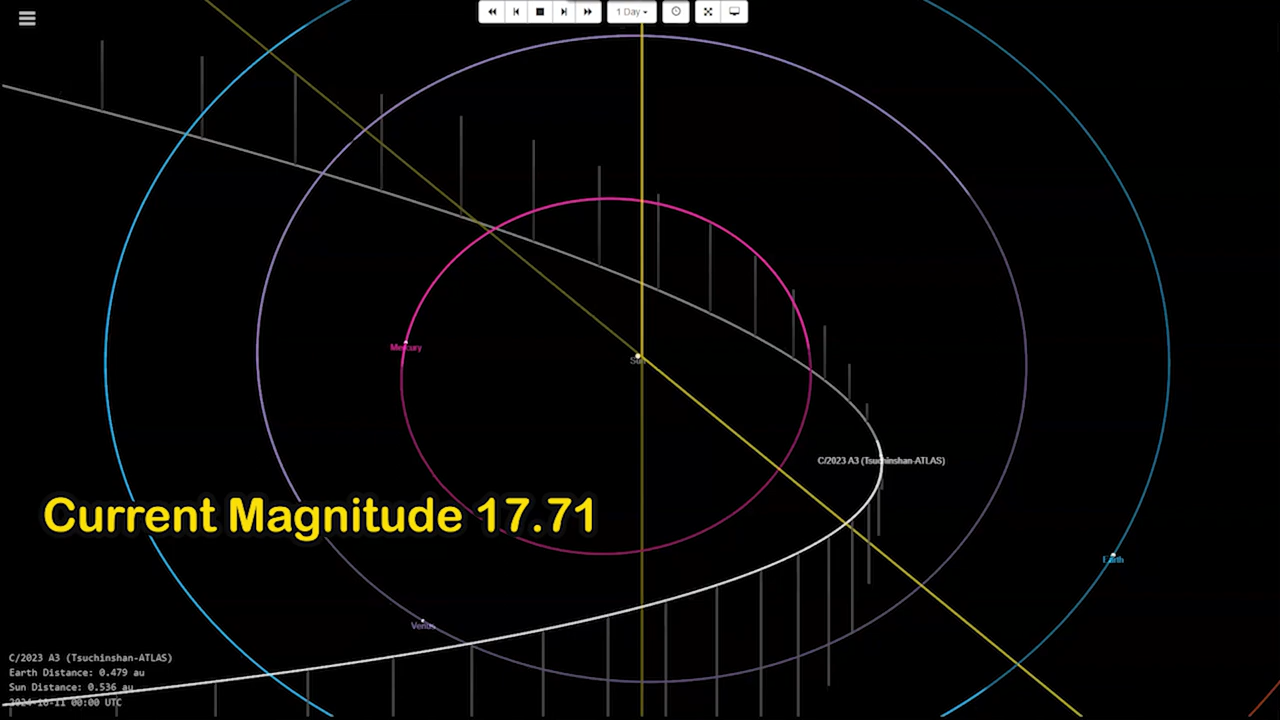 1 Day
Mercury
Sun
C/2023 A3 (Tsuchinshan-ATLAS)
Current Magnitude 17.71
Earth
Venus
C/2023 A3 (Tsuchinshan-ATLAS)
Earth Distance: 0.479 au
Sun Distance: 0.536 au
2024-10-11 00:00 UTC